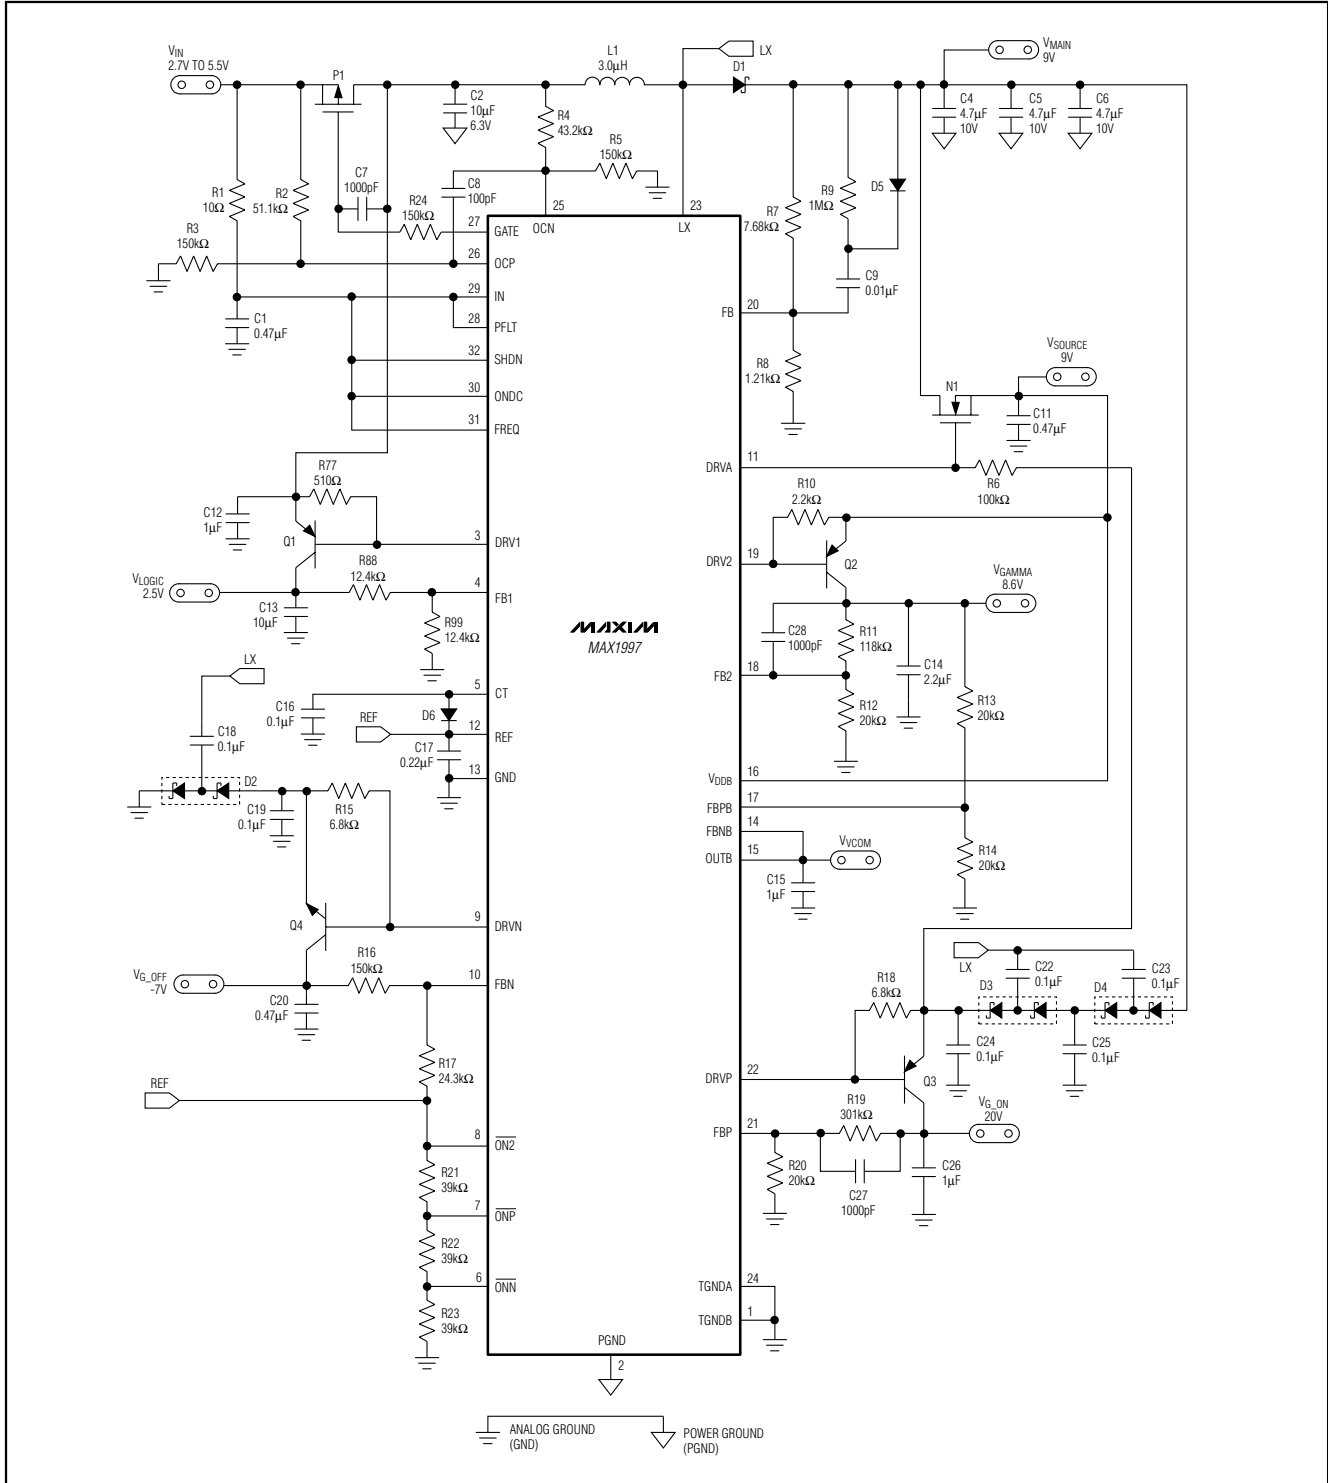 V_IN
2.7V TO 5.5V
P1
L1
3.0µH
LX
D1
V_MAIN
9V
C2
10µF
6.3V
R4
43.2kΩ
R5
150kΩ
C4
4.7µF
10V
C5
4.7µF
10V
C6
4.7µF
10V
R1
10Ω
R2
51.1kΩ
R3
150kΩ
C7
1000pF
R24
150kΩ
C8
100pF
R7
7.68kΩ
R9
1MΩ
D5
C9
0.01µF
25
OCN
23
LX
27
GATE
26
OCP
29
IN
28
PFLT
32
SHDN
30
ONDC
31
FREQ
C1
0.47µF
20
FB
R8
1.21kΩ
V_SOURCE
9V
N1
C11
0.47µF
11
DRVA
R6
100kΩ
R77
510Ω
C12
1µF
Q1
3
DRV1
R88
12.4kΩ
4
FB1
V_LOGIC
2.5V
C13
10µF
R99
12.4kΩ
R10
2.2kΩ
19
DRV2
Q2
V_GAMMA
8.6V
C28
1000pF
R11
118kΩ
C14
2.2µF
18
FB2
R12
20kΩ
R13
20kΩ
MAXIM
MAX1997
LX
C18
0.1µF
C16
0.1µF
5
CT
D6
REF
12
REF
C17
0.22µF
13
GND
D2
C19
0.1µF
R15
6.8kΩ
16
V_DDB
17
FBPB
14
FBNB
15
OUTB
V_VCOM
C15
1µF
R14
20kΩ
Q4
9
DRVN
R16
150kΩ
10
FBN
V_G_OFF
-7V
C20
0.47µF
R17
24.3kΩ
REF
LX
C22
0.1µF
C23
0.1µF
R18
6.8kΩ
D3
D4
C24
0.1µF
C25
0.1µF
22
DRVP
Q3
R19
301kΩ
V_G_ON
20V
21
FBP
R20
20kΩ
C27
1000pF
C26
1µF
8
ON2
R21
39kΩ
7
ONP
R22
39kΩ
6
ONN
R23
39kΩ
24
TGNDA
1
TGNDB
PGND
2
ANALOG GROUND
(GND)
POWER GROUND
(PGND)